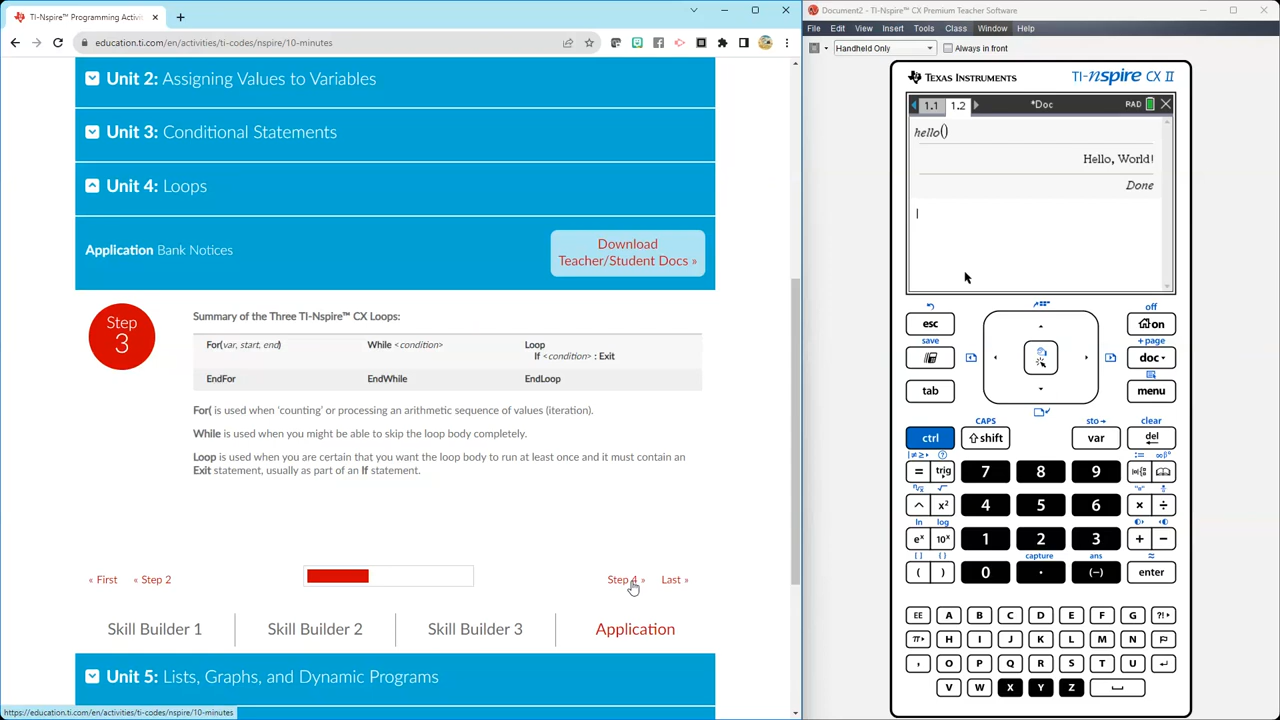 TI-Nspire™ Programming Activi
education.ti.com/en/activities/ti-codes/nspire/10-minutes
Unit 2: Assigning Values to Variables
Unit 3: Conditional Statements
Unit 4: Loops
Application Bank Notices
Download
Teacher/Student Docs »
Step
3
Summary of the Three TI-Nspire™ CX Loops:
For(var, start, end) While <condition> Loop
If <condition> : Exit
EndFor EndWhile EndLoop
For( is used when 'counting' or processing an arithmetic sequence of values (iteration).
While is used when you might be able to skip the loop body completely.
Loop is used when you are certain that you want the loop body to run at least once and it must contain an
Exit statement, usually as part of an If statement.
« First « Step 2 Step 4 » Last »
Skill Builder 1 Skill Builder 2 Skill Builder 3 Application
Unit 5: Lists, Graphs, and Dynamic Programs
https://education.ti.com/en/activities/ti-codes/nspire/10-minutes
Document2 - TI-Nspire™ CX Premium Teacher Software
File Edit View Insert Tools Class Window Help
Handheld Only Always in front
TEXAS INSTRUMENTS TI-nspire CX II
1.1 1.2 *Doc RAD
hello()
Hello, World!
Done
off
esc on
save + page
doc
tab menu
CAPS sto→ clear
ctrl shift var del
= trig 7 8 9
^ x² 4 5 6 × ÷
ln log
eˣ 10ˣ 1 2 3 + −
[ ] { } capture ans ≈
( ) 0 . (−) enter
EE A B C D E F G ?!▸
π▸ H I J K L M N
, O P Q R S T U
V W X Y Z